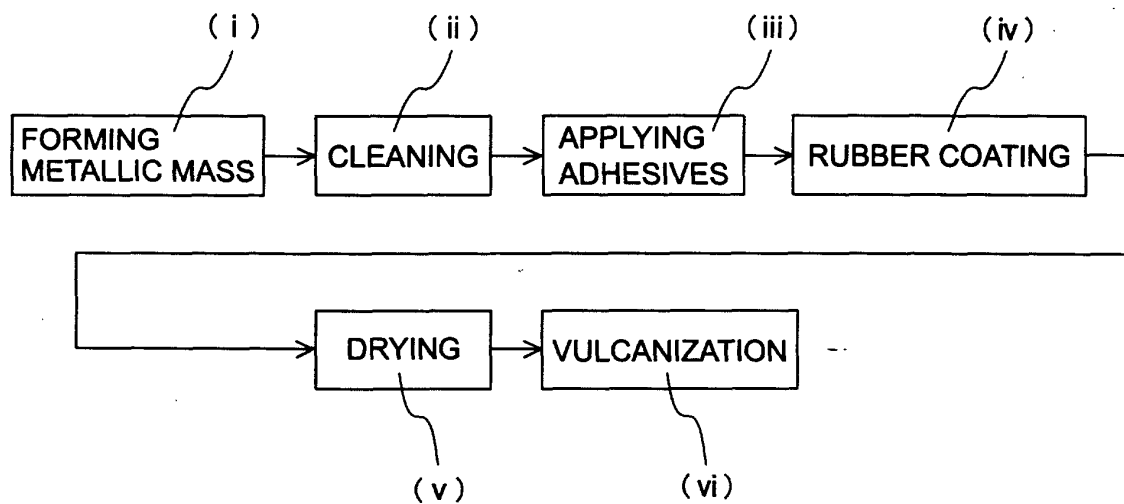 (i) (ii) (iii) (iv)
FORMING
METALLIC MASS
CLEANING
APPLYING
ADHESIVES
RUBBER COATING
DRYING
VULCANIZATION
(v) (vi)